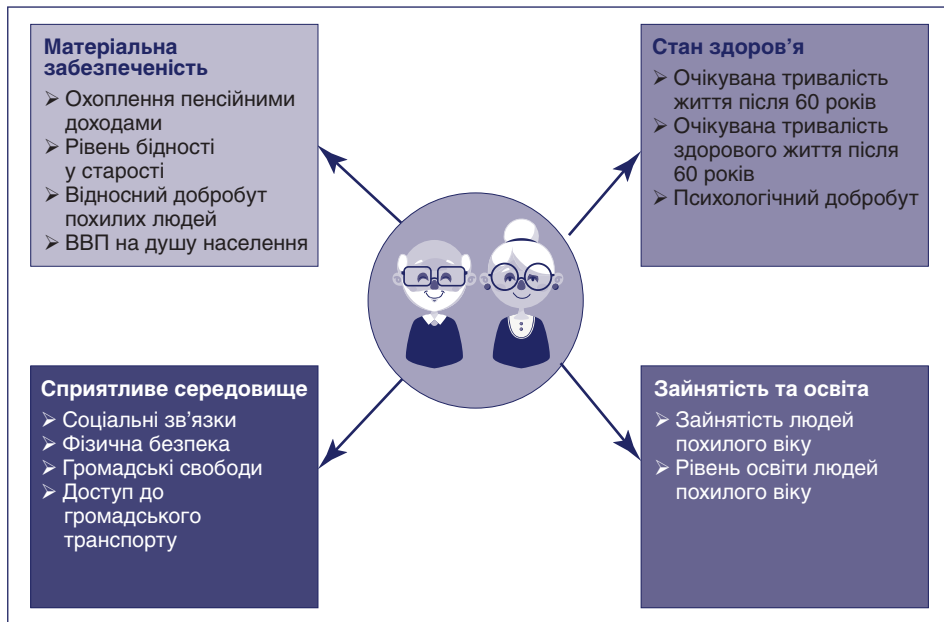 Матеріальна
забезпеченість
➤ Охоплення пенсійними
доходами
➤ Рівень бідності
у старості
➤ Відносний добробут
похилих людей
➤ ВВП на душу населення
Стан здоров’я
➤ Очікувана тривалість
життя після 60 років
➤ Очікувана тривалість
здорового життя після
60 років
➤ Психологічний добробут
Сприятливе середовище
➤ Соціальні зв’язки
➤ Фізична безпека
➤ Громадські свободи
➤ Доступ до
громадського
транспорту
Зайнятість та освіта
➤ Зайнятість людей
похилого віку
➤ Рівень освіти людей
похилого віку